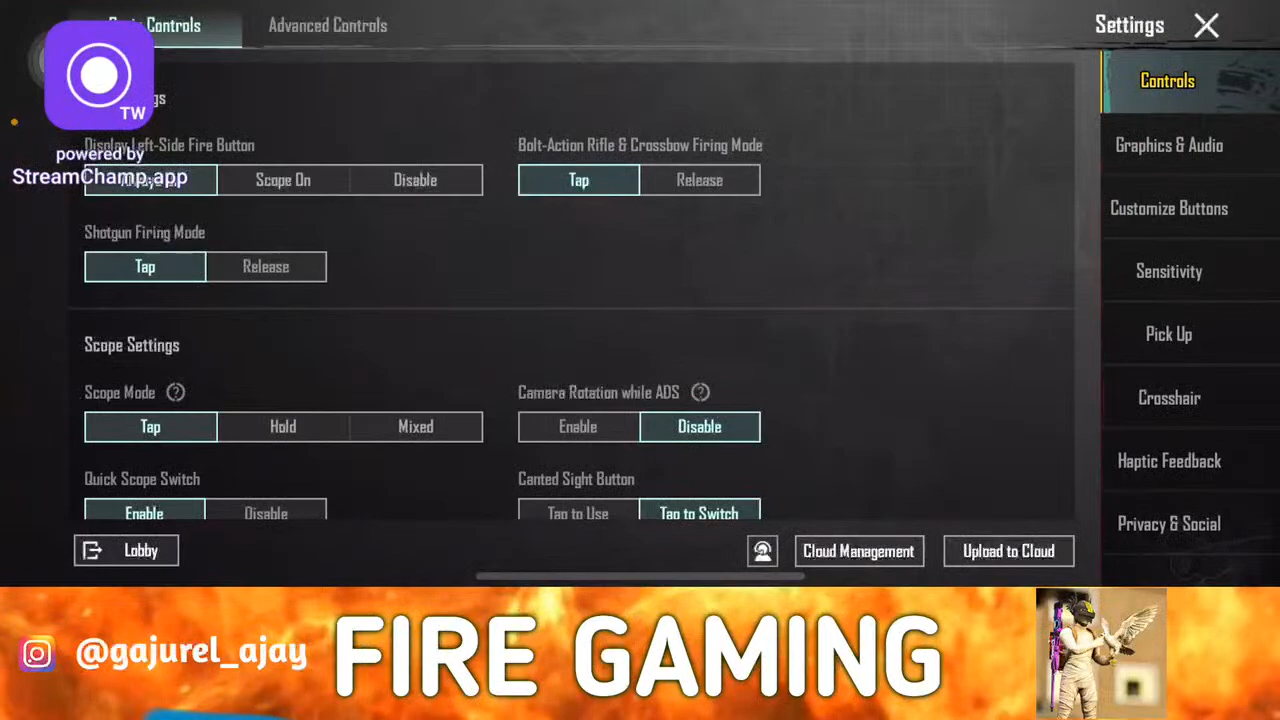 Controls
Advanced Controls
Settings
TW
powered by
StreamChamp.app
Display Left-Side Fire Button
Scope On
Disable
Bolt-Action Rifle & Crossbow Firing Mode
Tap
Release
Shotgun Firing Mode
Tap
Release
Scope Settings
Scope Mode ?
Tap
Hold
Mixed
Camera Rotation while ADS ?
Enable
Disable
Quick Scope Switch
Enable
Disable
Canted Sight Button
Tap to Use
Tap to Switch
Lobby
Cloud Management
Upload to Cloud
Controls
Graphics & Audio
Customize Buttons
Sensitivity
Pick Up
Crosshair
Haptic Feedback
Privacy & Social
@gajurel_ajay
FIRE GAMING